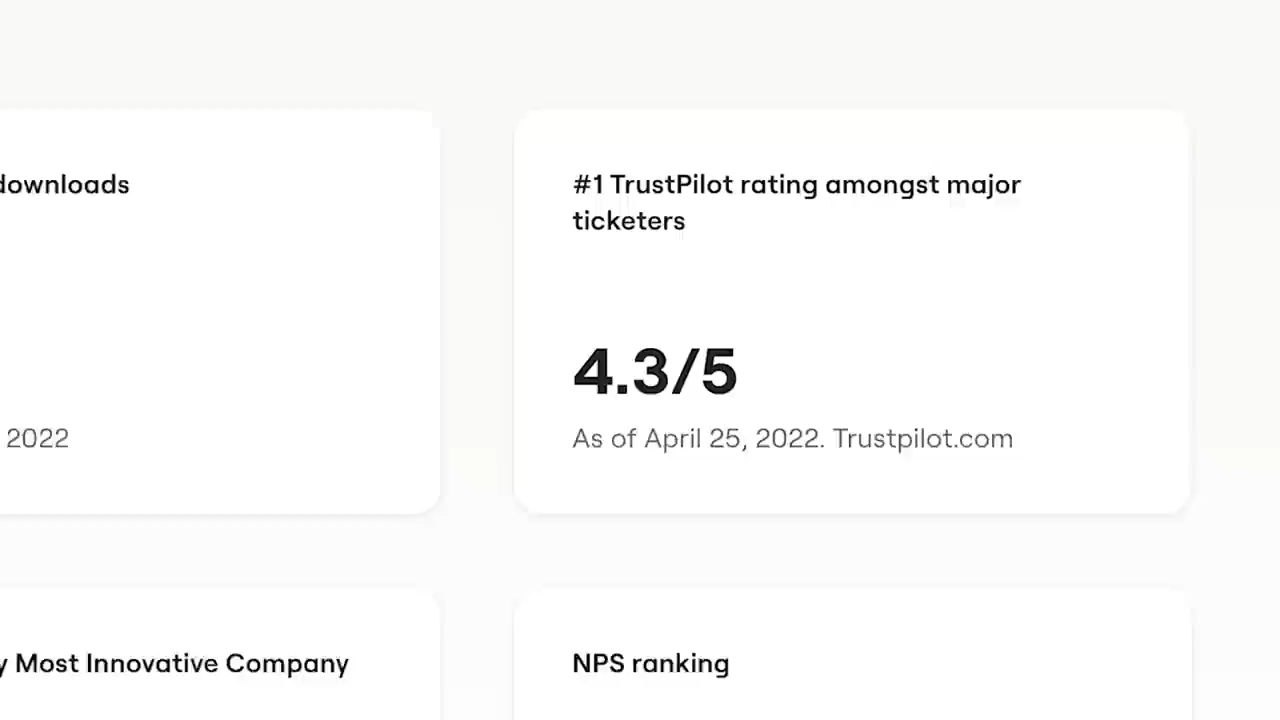 downloads
2022
#1 TrustPilot rating amongst major
ticketers
4.3/5
As of April 25, 2022. Trustpilot.com
y Most Innovative Company
NPS ranking